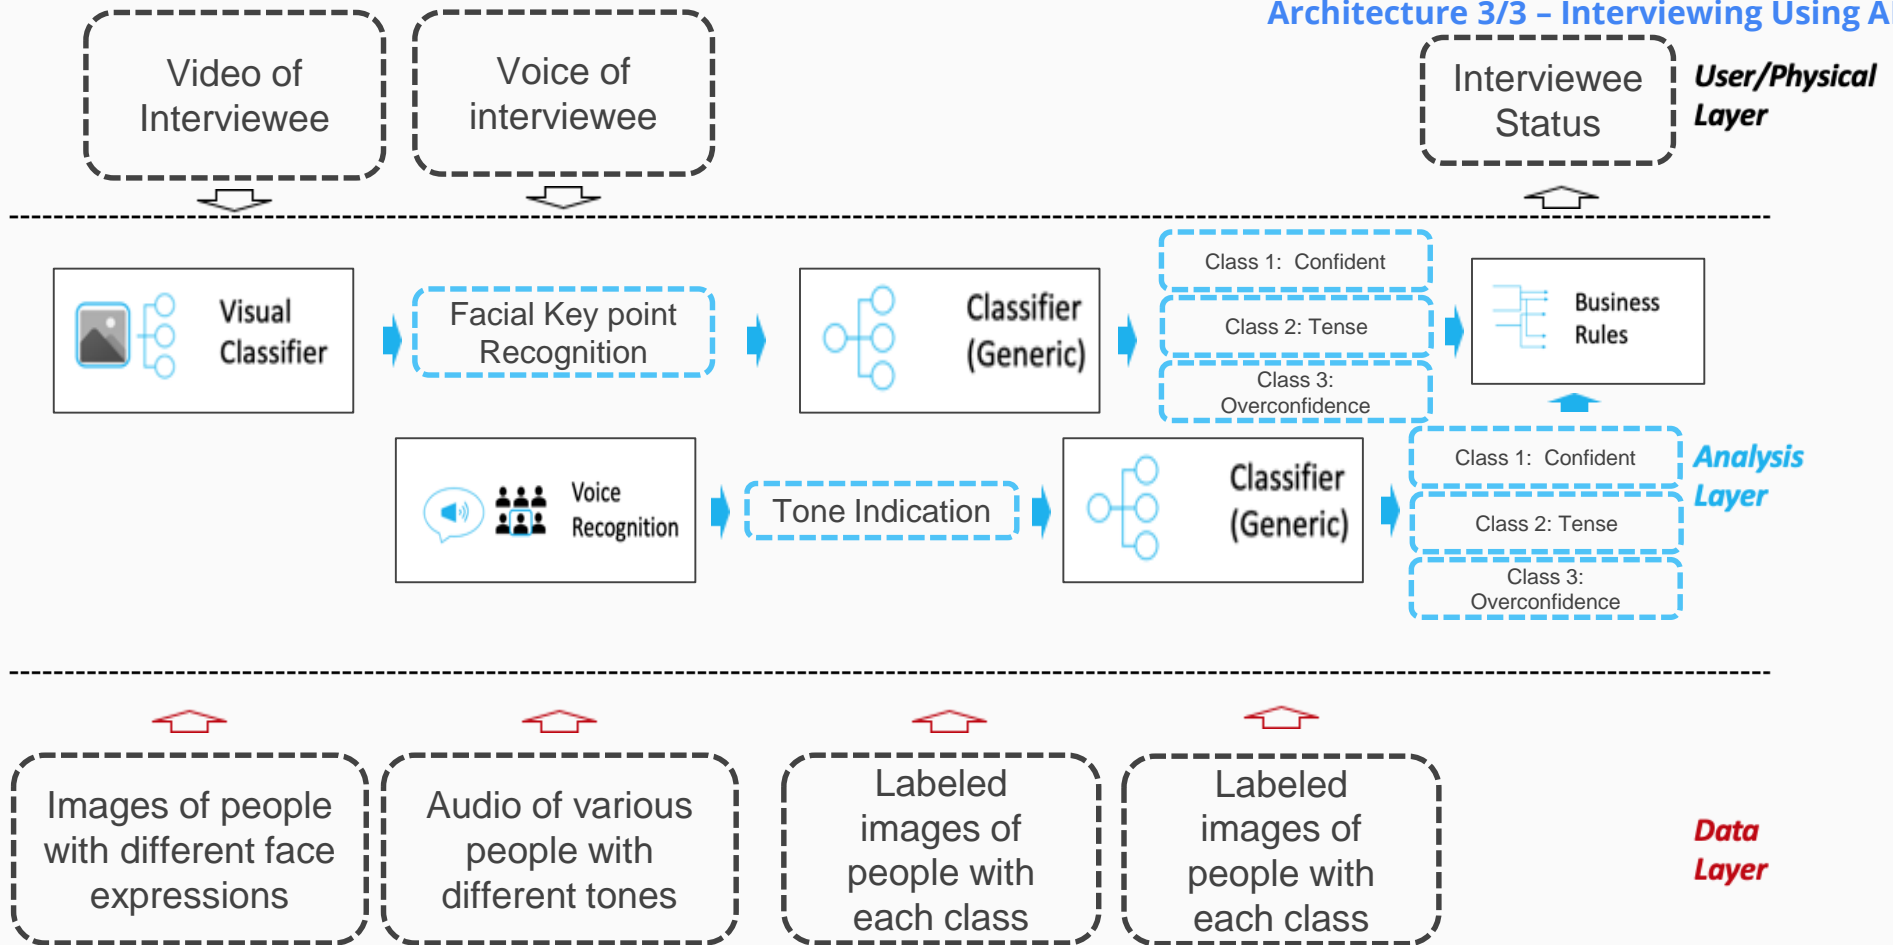 Architecture 3/3 – Interviewing Using AI
Video of
Interviewee
Voice of
interviewee
Interviewee
Status
User/Physical
Layer
Visual
Classifier
Facial Key point
Recognition
Classifier
(Generic)
Class 1:  Confident
Class 2: Tense
Class 3:
Overconfidence
Business
Rules
Voice
Recognition
Tone Indication
Classifier
(Generic)
Class 1:  Confident
Class 2: Tense
Class 3:
Overconfidence
Analysis
Layer
Images of people
with different face
expressions
Audio of various
people with
different tones
Labeled
images of
people with
each class
Labeled
images of
people with
each class
Data
Layer